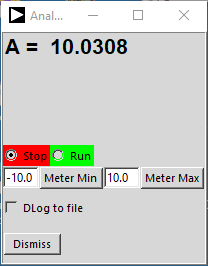 Anal...
A = 10.0308
Stop Run
-10.0 Meter Min 10.0 Meter Max
DLog to file
Dismiss